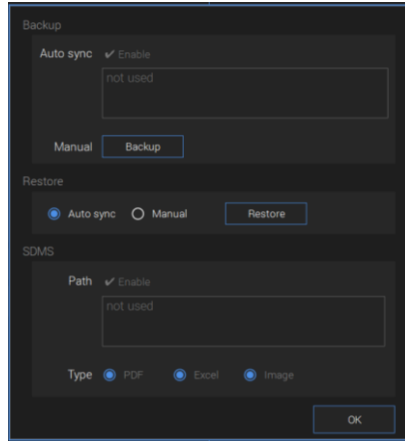 Backup
Auto sync ✔ Enable
not used
Manual Backup
Restore
Auto sync Manual Restore
SDMS
Path ✔ Enable
not used
Type PDF Excel Image
OK